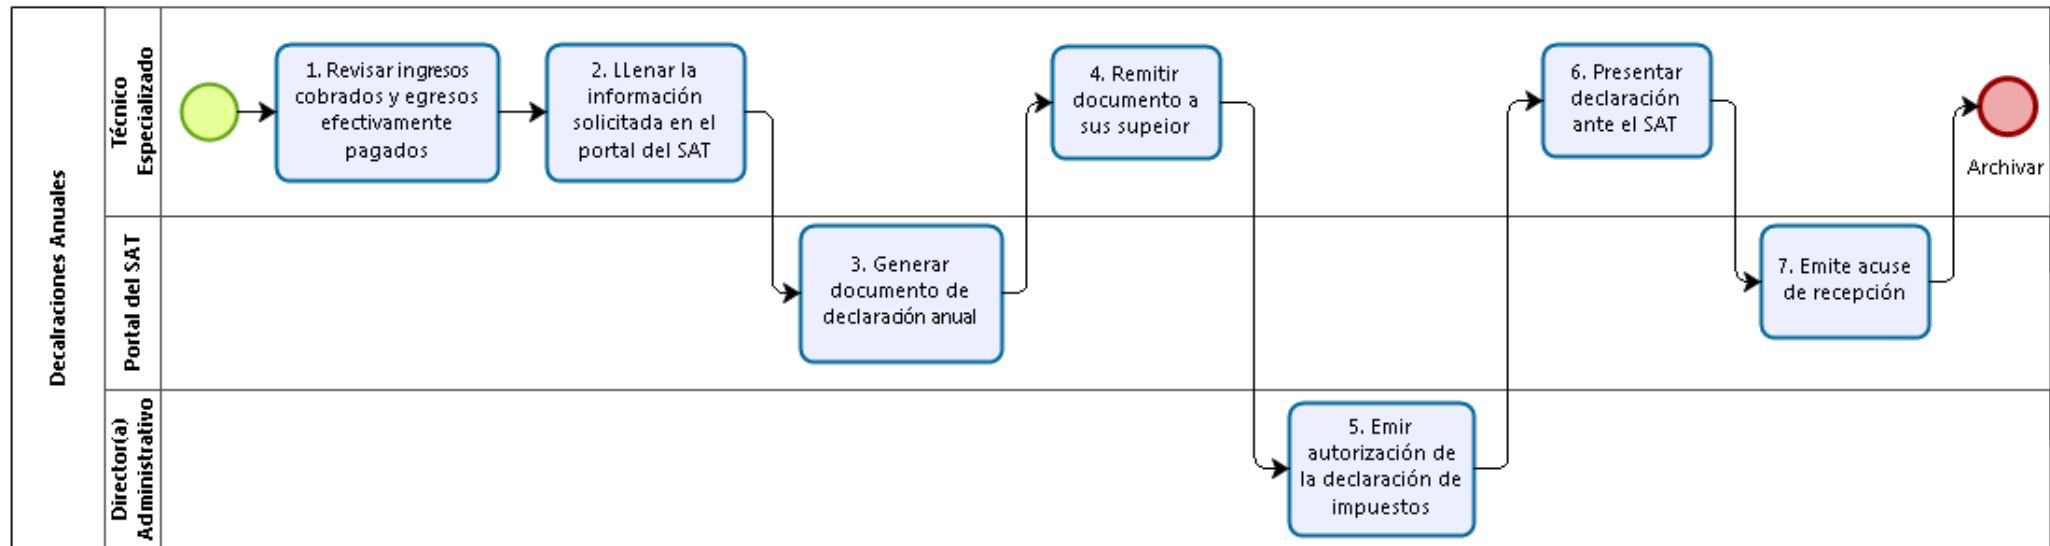 Decalraciones Anuales
Técnico
Especializado
1. Revisar ingresos
cobrados y egresos
efectivamente
pagados
2. LLenar la
información
solicitada en el
portal del SAT
4. Remitir
documento a
sus supeior
6. Presentar
declaración
ante el SAT
Archivar
Portal del SAT
3. Generar
documento de
declaración anual
7. Emite acuse
de recepción
Director(a)
Administrativo
5. Emir
autorización de
la declaración de
impuestos